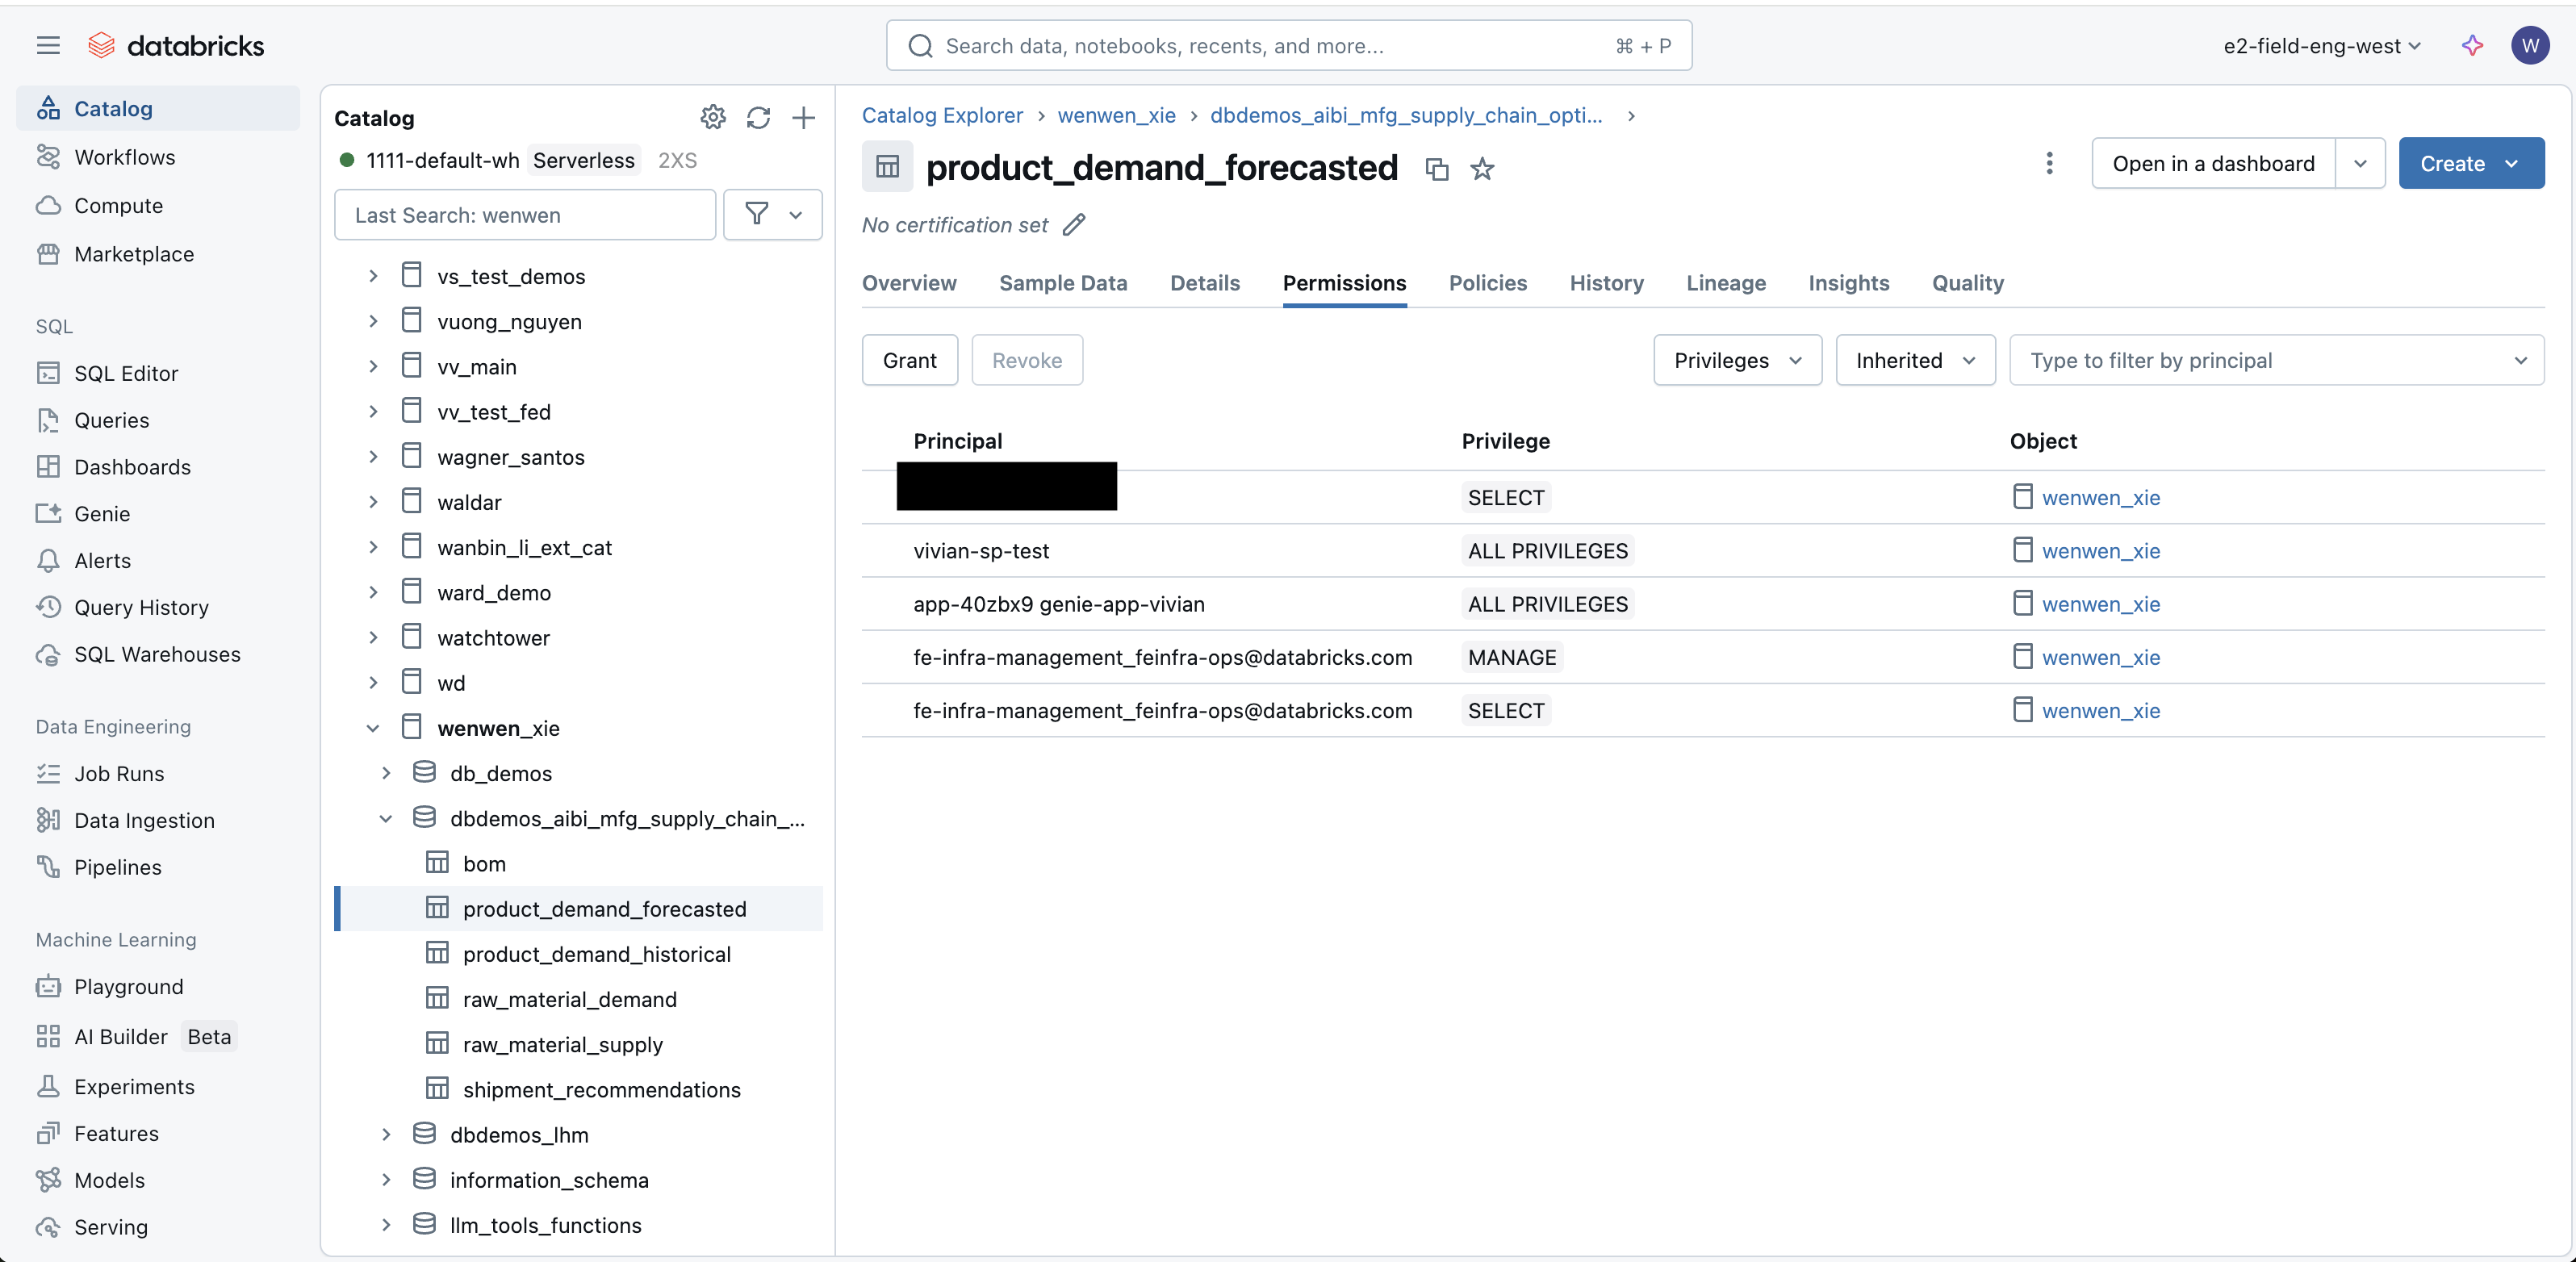 databricks
Search data, notebooks, recents, and more...
⌘ + P
e2-field-eng-west
W
Catalog
Workflows
Compute
Marketplace
SQL
SQL Editor
Queries
Dashboards
Genie
Alerts
Query History
SQL Warehouses
Data Engineering
Job Runs
Data Ingestion
Pipelines
Machine Learning
Playground
AI Builder Beta
Experiments
Features
Models
Serving
Catalog
1111-default-wh Serverless 2XS
Last Search: wenwen
vs_test_demos
vuong_nguyen
vv_main
vv_test_fed
wagner_santos
waldar
wanbin_li_ext_cat
ward_demo
watchtower
wd
wenwen_xie
db_demos
dbdemos_aibi_mfg_supply_chain_...
bom
product_demand_forecasted
product_demand_historical
raw_material_demand
raw_material_supply
shipment_recommendations
dbdemos_lhm
information_schema
llm_tools_functions
Catalog Explorer › wenwen_xie › dbdemos_aibi_mfg_supply_chain_opti... ›
product_demand_forecasted
Open in a dashboard
Create
No certification set
Overview Sample Data Details Permissions Policies History Lineage Insights Quality
Grant Revoke Privileges Inherited Type to filter by principal
Principal Privilege Object
SELECT wenwen_xie
vivian-sp-test ALL PRIVILEGES wenwen_xie
app-40zbx9 genie-app-vivian ALL PRIVILEGES wenwen_xie
fe-infra-management_feinfra-ops@databricks.com MANAGE wenwen_xie
fe-infra-management_feinfra-ops@databricks.com SELECT wenwen_xie